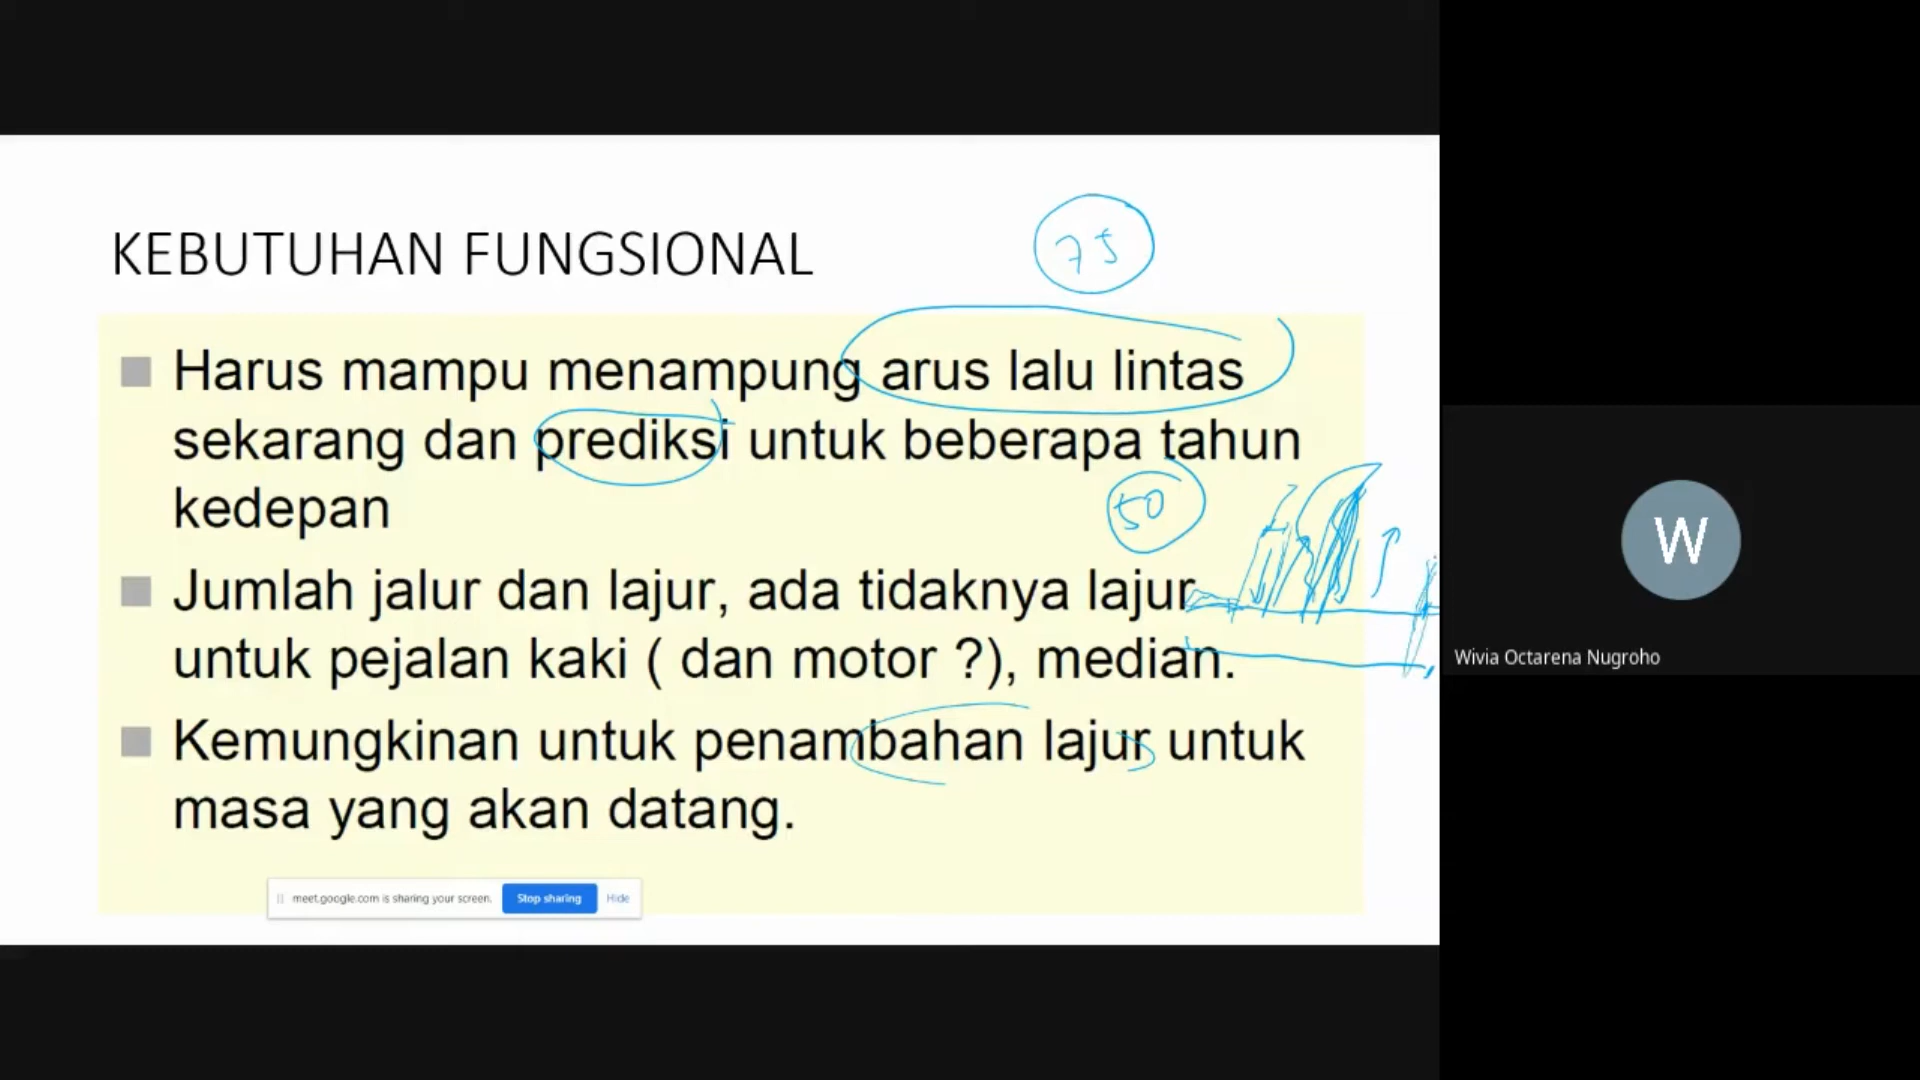 KEBUTUHAN FUNGSIONAL
75
Harus mampu menampung arus lalu lintas
sekarang dan prediksi untuk beberapa tahun
kedepan
50
Jumlah jalur dan lajur, ada tidaknya lajur
untuk pejalan kaki ( dan motor ?), median.
Kemungkinan untuk penambahan lajur untuk
masa yang akan datang.
meet.google.com is sharing your screen.
Stop sharing
Hide
W
Wivia Octarena Nugroho